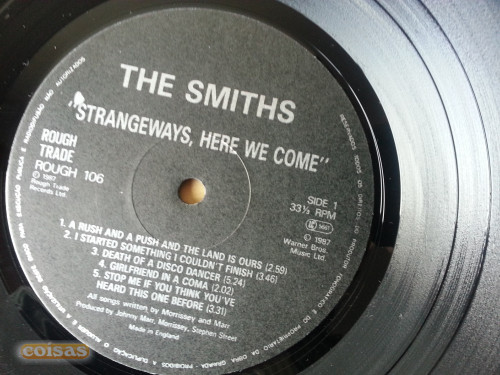 THE SMITHS
"STRANGEWAYS, HERE WE COME"
ROUGH
TRADE
ROUGH 106
℗ 1987
Rough Trade
Records Ltd.
SIDE 1
33⅓ RPM
© 1987
Warner Bros.
Music Ltd.
1. A RUSH AND A PUSH AND THE LAND IS OURS (2.59)
2. I STARTED SOMETHING I COULDN'T FINISH (3.46)
3. DEATH OF A DISCO DANCER (5.24)
4. GIRLFRIEND IN A COMA (2.02)
5. STOP ME IF YOU THINK YOU'VE
HEARD THIS ONE BEFORE (3.31)
All songs written by Morrissey and Marr
Produced by Johnny Marr, Morrissey, Stephen Street
Made in England
coisas